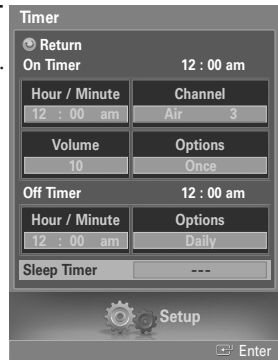 Timer
Return
On Timer 12 : 00 am
Hour / Minute Channel
12 : 00 am Air 3
Volume Options
10 Once
Off Timer 12 : 00 am
Hour / Minute Options
12 : 00 am Daily
Sleep Timer - - -
Setup
Enter